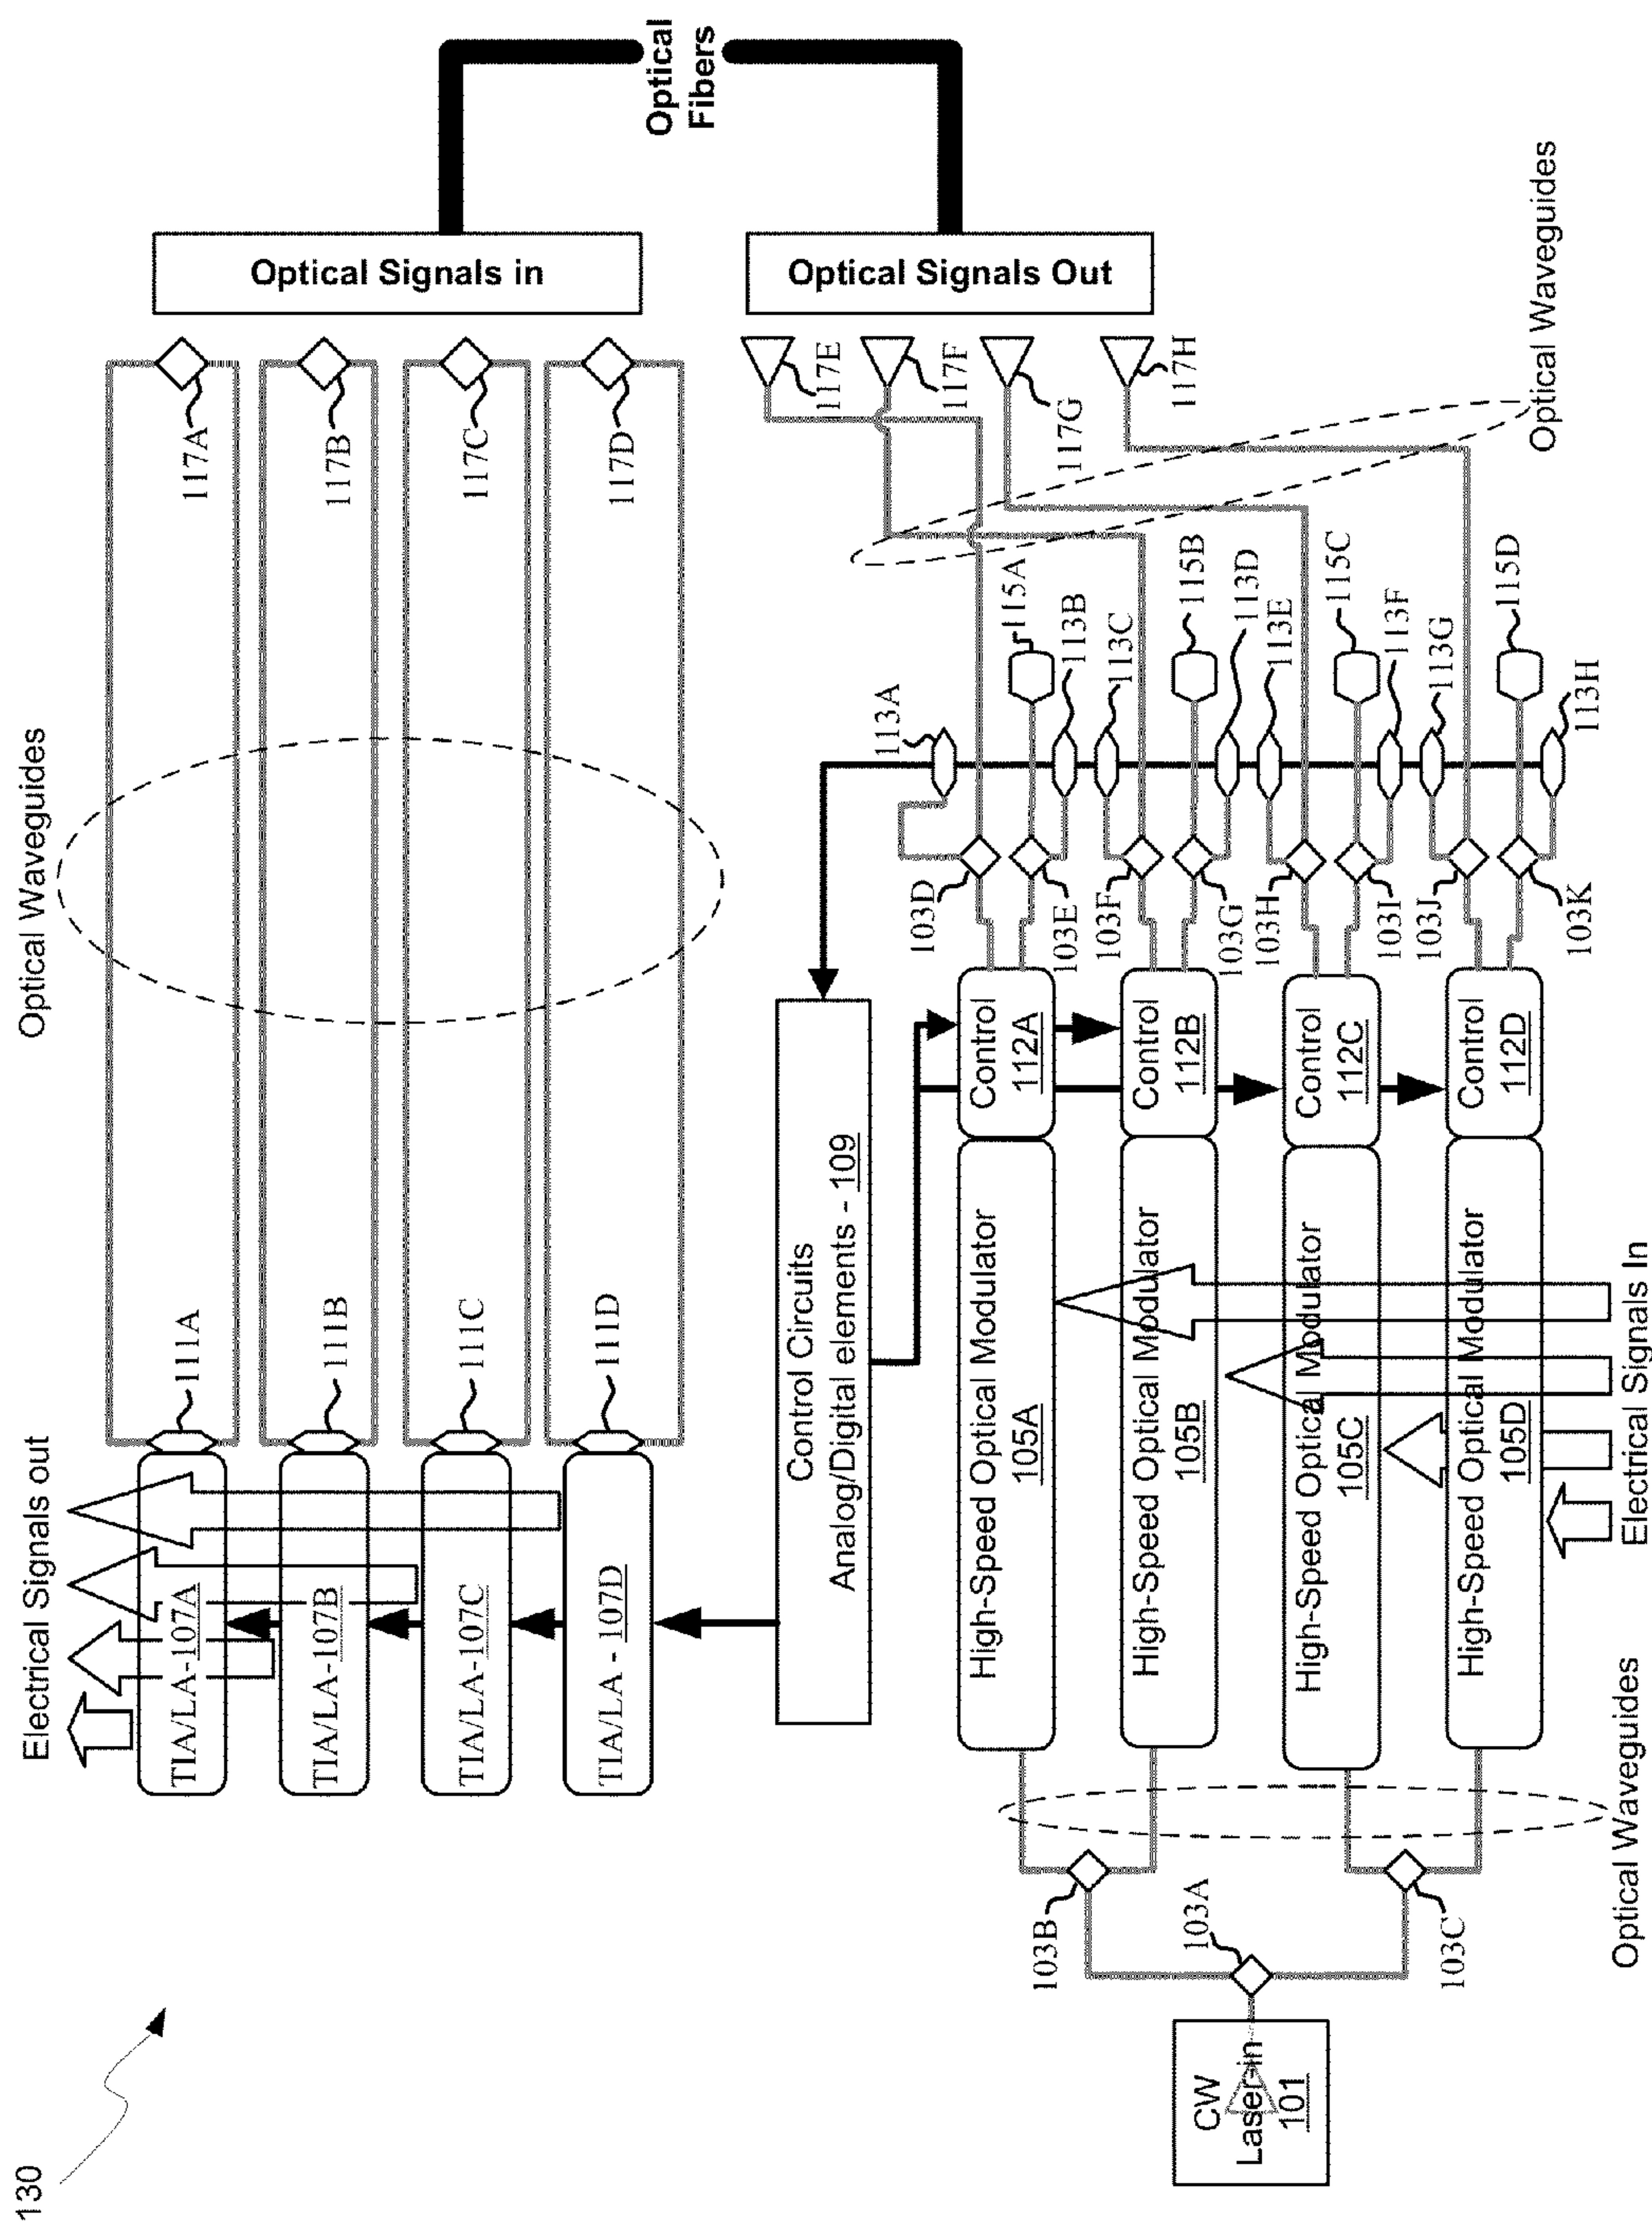 130
Electrical Signals out
Optical Waveguides
TIA/LA-107A
TIA/LA-107B
TIA/LA-107C
TIA/LA - 107D
111A
111B
111C
111D
117A
117B
117C
117D
Optical Signals in
Optical
Fibers
Optical Signals Out
Control Circuits
Analog/Digital elements - 109
CW
Laser in
101
103A
103B
103C
Optical Waveguides
High-Speed Optical Modulator
105A
High-Speed Optical Modulator
105B
High-Speed Optical Modulator
105C
High-Speed Optical Modulator
105D
Electrical Signals In
Control
112A
Control
112B
Control
112C
Control
112D
103D
103E
103F
103G
103H
103I
103J
103K
113A
113B
113C
113D
113E
113F
113G
113H
115A
115B
115C
115D
117E
117F
117G
117H
Optical Waveguides